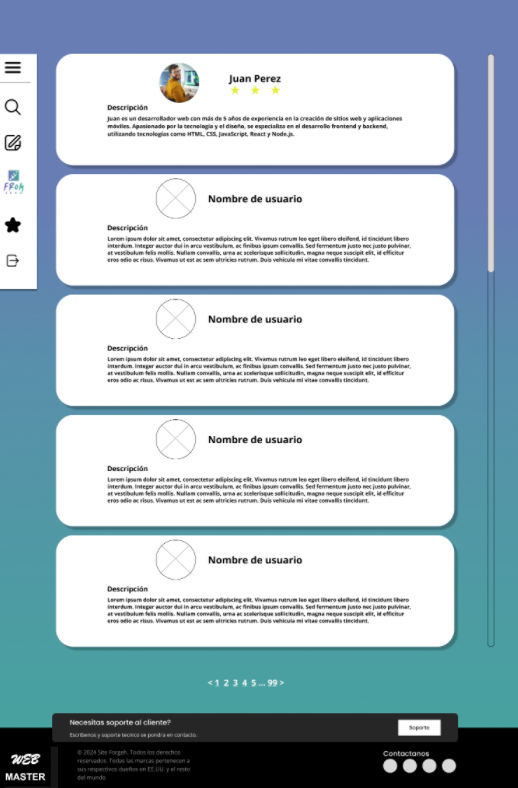 Juan Perez
Descripción
Juan es un desarrollador web con más de 5 años de experiencia en la creación de sitios web y aplicaciones
móviles. Apasionado por la tecnología y el diseño, se especializa en el desarrollo frontend y backend,
utilizando tecnologías como HTML, CSS, JavaScript, React y Node.js.
Nombre de usuario
Descripción
Lorem ipsum dolor sit amet, consectetur adipiscing elit. Vivamus rutrum leo eget libero eleifend, id tincidunt libero
interdum. Integer auctor dui in arcu vestibulum, ac finibus ipsum convallis. Sed fermentum justo nec justo pulvinar,
at vestibulum felis mollis. Nullam convallis, urna ac scelerisque sollicitudin, magna neque suscipit elit, id efficitur
eros odio ac risus. Vivamus ut est ac sem ultricies rutrum. Duis vehicula mi vitae convallis tincidunt.
Nombre de usuario
Descripción
Lorem ipsum dolor sit amet, consectetur adipiscing elit. Vivamus rutrum leo eget libero eleifend, id tincidunt libero
interdum. Integer auctor dui in arcu vestibulum, ac finibus ipsum convallis. Sed fermentum justo nec justo pulvinar,
at vestibulum felis mollis. Nullam convallis, urna ac scelerisque sollicitudin, magna neque suscipit elit, id efficitur
eros odio ac risus. Vivamus ut est ac sem ultricies rutrum. Duis vehicula mi vitae convallis tincidunt.
Nombre de usuario
Descripción
Lorem ipsum dolor sit amet, consectetur adipiscing elit. Vivamus rutrum leo eget libero eleifend, id tincidunt libero
interdum. Integer auctor dui in arcu vestibulum, ac finibus ipsum convallis. Sed fermentum justo nec justo pulvinar,
at vestibulum felis mollis. Nullam convallis, urna ac scelerisque sollicitudin, magna neque suscipit elit, id efficitur
eros odio ac risus. Vivamus ut est ac sem ultricies rutrum. Duis vehicula mi vitae convallis tincidunt.
Nombre de usuario
Descripción
Lorem ipsum dolor sit amet, consectetur adipiscing elit. Vivamus rutrum leo eget libero eleifend, id tincidunt libero
interdum. Integer auctor dui in arcu vestibulum, ac finibus ipsum convallis. Sed fermentum justo nec justo pulvinar,
at vestibulum felis mollis. Nullam convallis, urna ac scelerisque sollicitudin, magna neque suscipit elit, id efficitur
eros odio ac risus. Vivamus ut est ac sem ultricies rutrum. Duis vehicula mi vitae convallis tincidunt.
< 1 2 3 4 5 ... 99 >
Necesitas soporte al cliente?
Escribenos y soporte tecnico se pondra en contacto.
Soporte
WEB
MASTER
© 2024 Site Forgeh. Todos los derechos
reservados. Todas las marcas pertenecen a
sus respectivos dueños en EE.UU. y el resto
del mundo
Contactanos